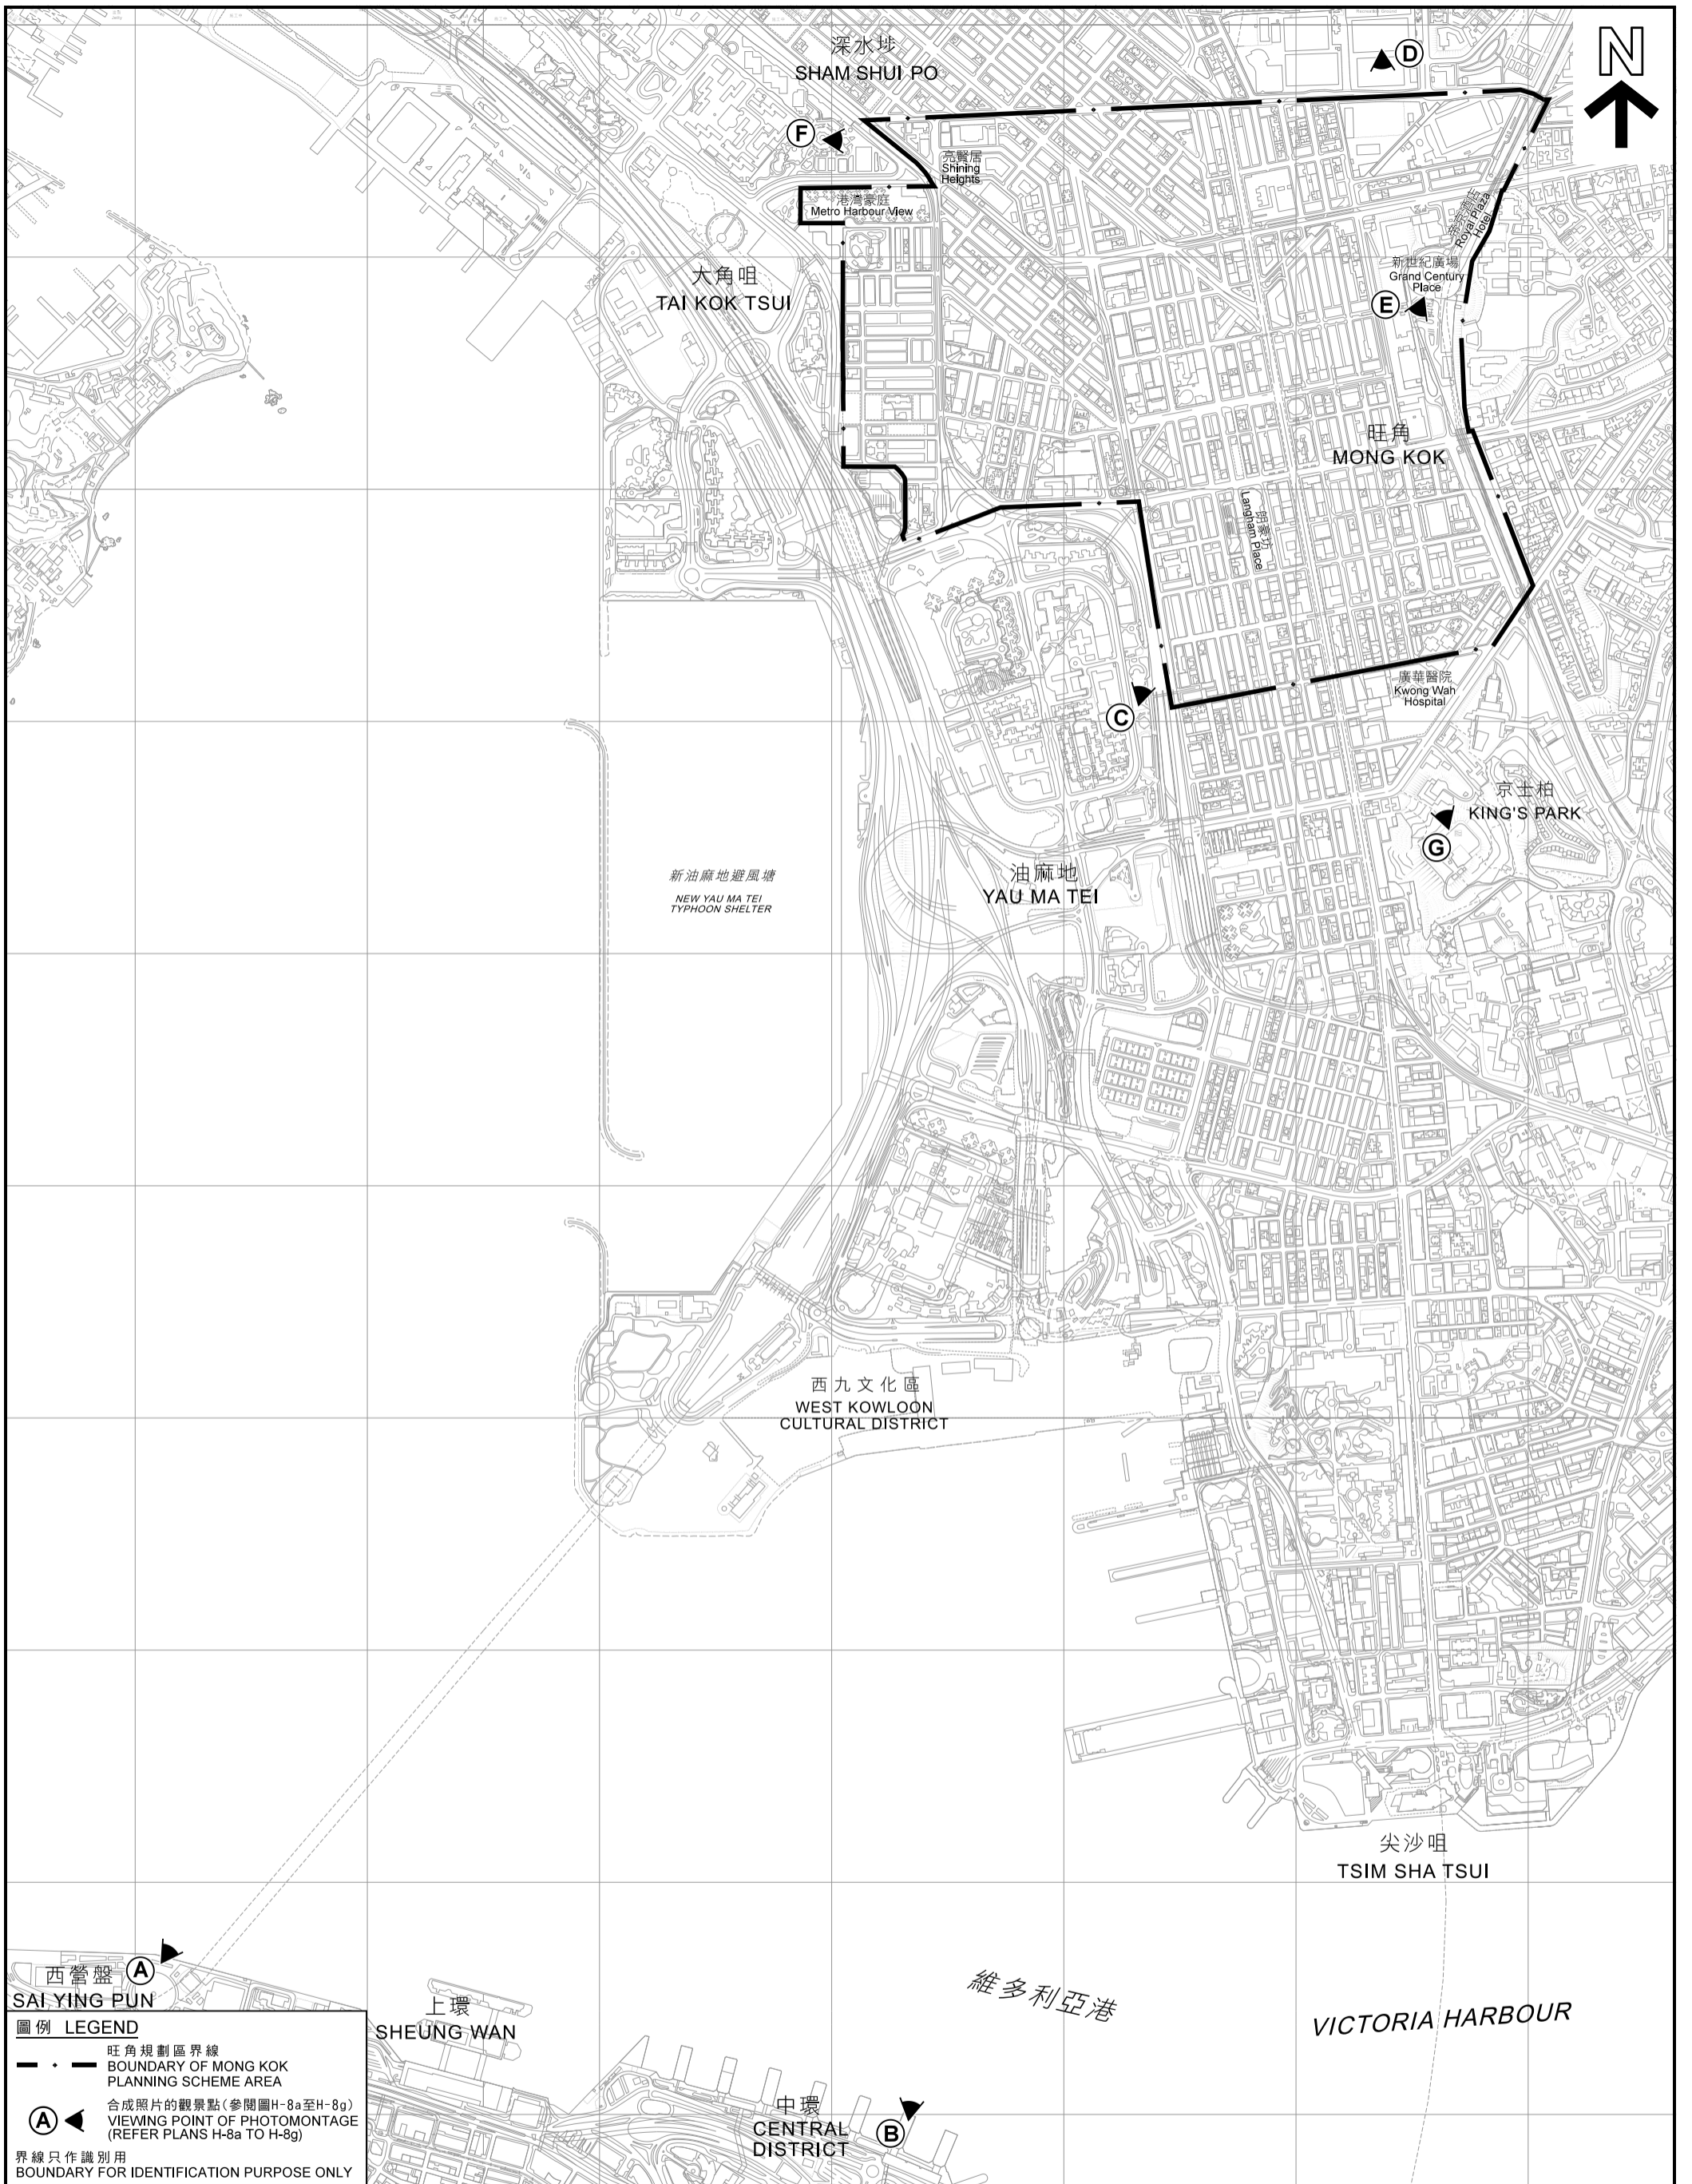 深水埗
SHAM SHUI PO
D
N
F
亮賢居
Shining
Heights
港灣豪庭
Metro Harbour View
帝京酒店
Royal Plaza
Hotel
新世紀廣場
Grand Century
Place
E
大角咀
TAI KOK TSUI
旺角
MONG KOK
朗豪坊
Langham Place
廣華醫院
Kwong Wah
Hospital
C
京士柏
KING'S PARK
G
油麻地
YAU MA TEI
新油麻地避風塘
NEW YAU MA TEI
TYPHOON SHELTER
西九文化區
WEST KOWLOON
CULTURAL DISTRICT
尖沙咀
TSIM SHA TSUI
西營盤
A
SAI YING PUN
上環
SHEUNG WAN
維多利亞港
VICTORIA HARBOUR
中環
CENTRAL
DISTRICT
B
圖例 LEGEND
旺角規劃區界線
BOUNDARY OF MONG KOK
PLANNING SCHEME AREA
A
合成照片的觀景點(參閱圖H-8a至H-8g)
VIEWING POINT OF PHOTOMONTAGE
(REFER PLANS H-8a TO H-8g)
界線只作識別用
BOUNDARY FOR IDENTIFICATION PURPOSE ONLY